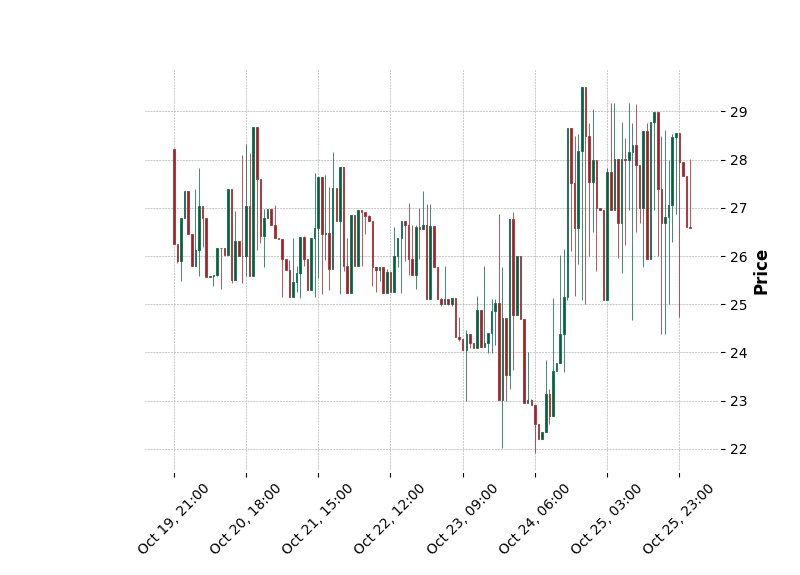 29
28
27
26
25
24
23
22
Price
Oct 19, 21:00
Oct 20, 18:00
Oct 21, 15:00
Oct 22, 12:00
Oct 23, 09:00
Oct 24, 06:00
Oct 25, 03:00
Oct 25, 23:00